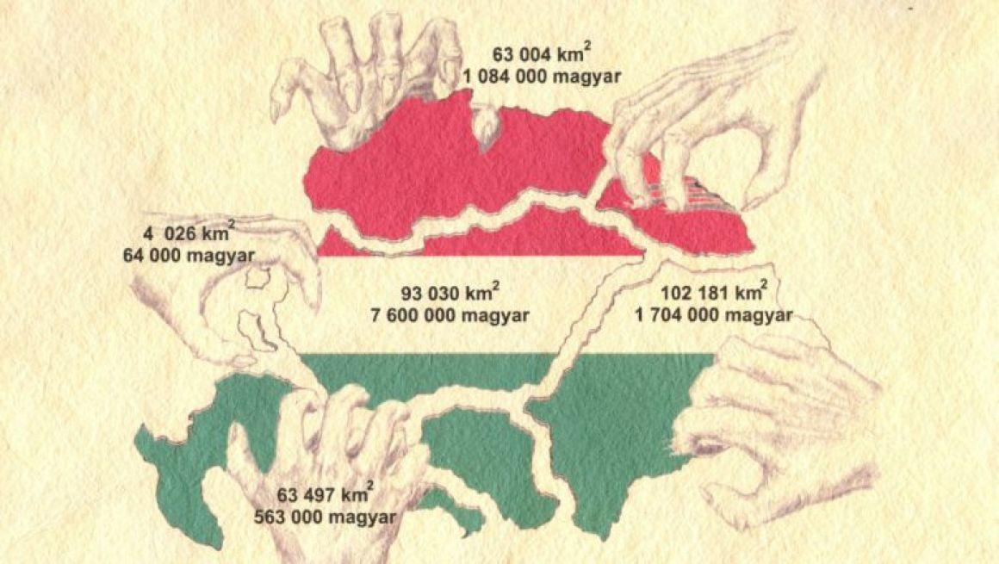 63 004 km²
1 084 000 magyar
4 026 km²
64 000 magyar
93 030 km²
7 600 000 magyar
102 181 km²
1 704 000 magyar
63 497 km²
563 000 magyar